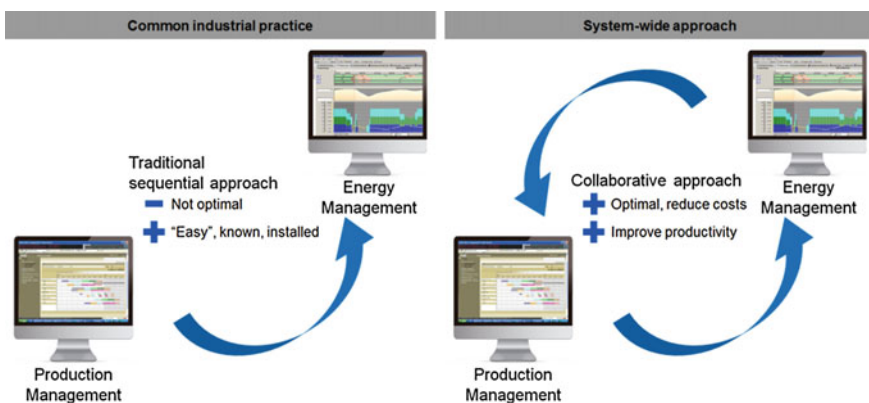 Common industrial practice
Traditional
sequential approach
− Not optimal
+ "Easy", known, installed
Energy
Management
Production
Management
System-wide approach
Collaborative approach
+ Optimal, reduce costs
+ Improve productivity
Energy
Management
Production
Management